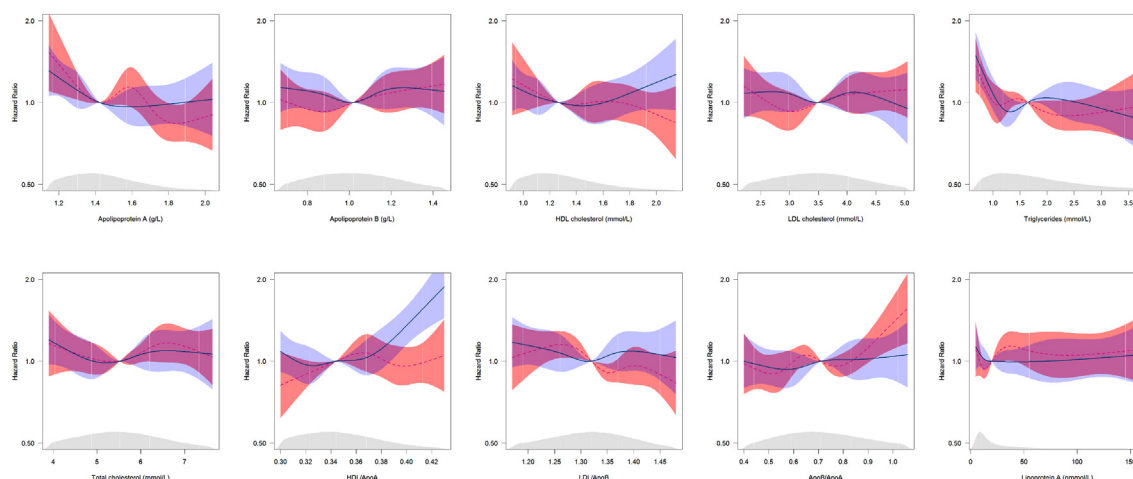 2.0
1.0
0.50
Hazard Ratio
1.2 1.4 1.6 1.8 2.0
Apolipoprotein A (g/L)
2.0
1.0
0.50
Hazard Ratio
0.8 1.0 1.2 1.4
Apolipoprotein B (g/L)
2.0
1.0
0.50
Hazard Ratio
1.0 1.2 1.4 1.6 1.8 2.0
HDL cholesterol (mmol/L)
2.0
1.0
0.50
Hazard Ratio
2.5 3.0 3.5 4.0 4.5 5.0
LDL cholesterol (mmol/L)
2.0
1.0
0.50
Hazard Ratio
1.0 1.5 2.0 2.5 3.0 3.5
Triglycerides (mmol/L)
2.0
1.0
0.50
Hazard Ratio
4 5 6 7
Total cholesterol (mmol/L)
2.0
1.0
0.50
Hazard Ratio
0.30 0.32 0.34 0.36 0.38 0.40 0.42
HDL/ApoA
2.0
1.0
0.50
Hazard Ratio
1.20 1.25 1.30 1.35 1.40 1.45
LDL/ApoB
2.0
1.0
0.50
Hazard Ratio
0.4 0.5 0.6 0.7 0.8 0.9 1.0
ApoB/ApoA
2.0
1.0
0.50
Hazard Ratio
0 50 100 150
Lipoprotein A (nmol/L)